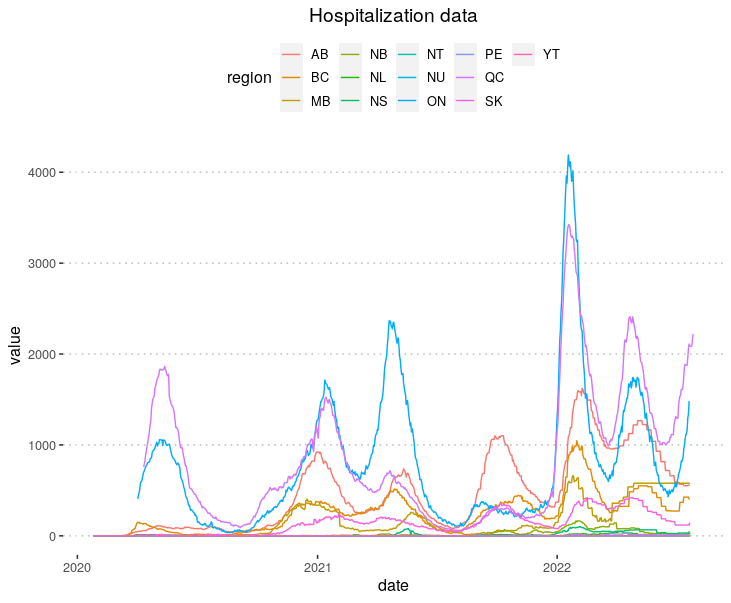 Hospitalization data
region
AB NB NT PE YT
BC NL NU QC
MB NS ON SK
value
4000
3000
2000
1000
0
2020 2021 2022
date